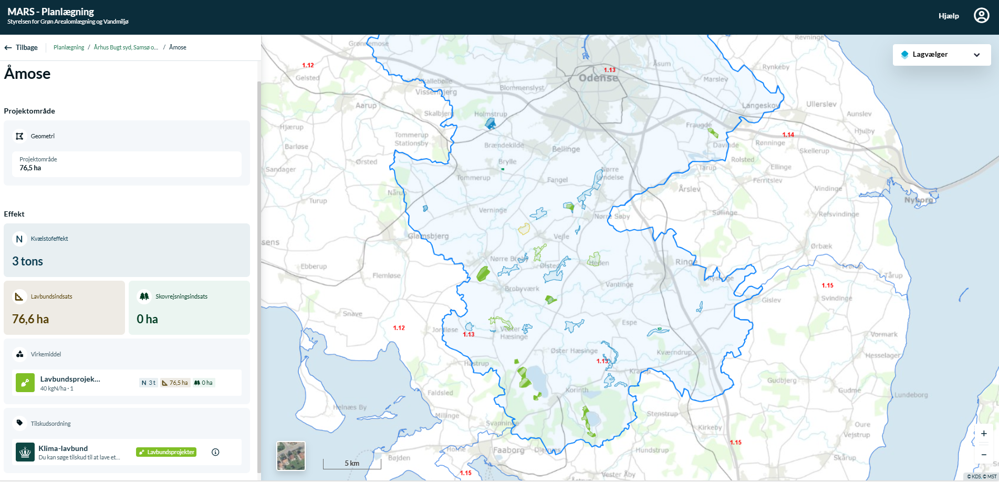 MARS - Planlægning
Styrelsen for Grøn Arealomlægning og Vandmiljø
Hjælp
Tilbage
Planlægning / Århus Bugt syd, Samsø o... / Åmose
Åmose
Projektområde
Geometri
Projektområde
76,5 ha
Effekt
N Kvælstofeffekt
3 tons
Lavbundsindsats
76,6 ha
Skovrejsningsindsats
0 ha
Virkemiddel
Lavbundsprojek...
40 kgN/ha · 1
N 3 t 76,5 ha 0 ha
Tilskudsordning
Klima-lavbund
Du kan søge tilskud til at lave et...
Lavbundsprojekter
Lagvælger
Grønnemose
Revninge
1.12
Gelsted
1.13
Odense
Åsum
Rynkeby
Marslev
Skallebølle
Vissenbjerg
Blommenslyst
Aarup
Skalbjerg
Holmstrup
Langeskov
Ullerslev
Aunslev
Hjærup
Fraugde
Hjulby
Tommerup
Stationsby
1.14
Barløse
Brændekilde
Bellinge
Davinde
Rønninge
Skellerup
Ørsted
Brylle
Rolsted
Sandager
Nørre
Lyndelse
Tårup
Ellinge
Tommerup
Fangel
Ferritslev
Nårup
Årslev
Vindinge
Turup
Nyborg
Verninge
Nørre Søby
Søllinge
Refsvindinge
Glamsbjerg
Vejle
sens
Ørbæk
Nørre Broby
Heden
Ringe
Ebberup
Ølsted
Frørup
Flemløse
Ryslinge
Tårup
Brobyværk
Vantinge
1.15
Gislev
Svindinge
Snave
Espe
1.12
Jordløse
1.13
Vester
Hæsinge
Vormark
Øster Hæsinge
Kværndrup
Hesselager
Håstrup
1.13
Krarup
Gudbjerg
Faldsled
Korinth
Gudme
Lundeborg
Helnæs By
Millinge
Svanninge
Stenstrup
Oure
Kirkeby
Vejstrup
1.15
Horne
Faaborg
Diernæs
Hundstrup
Bøjden
Skårup
1.15
Vester Åby
5 km
+
−
© KDS, © MST